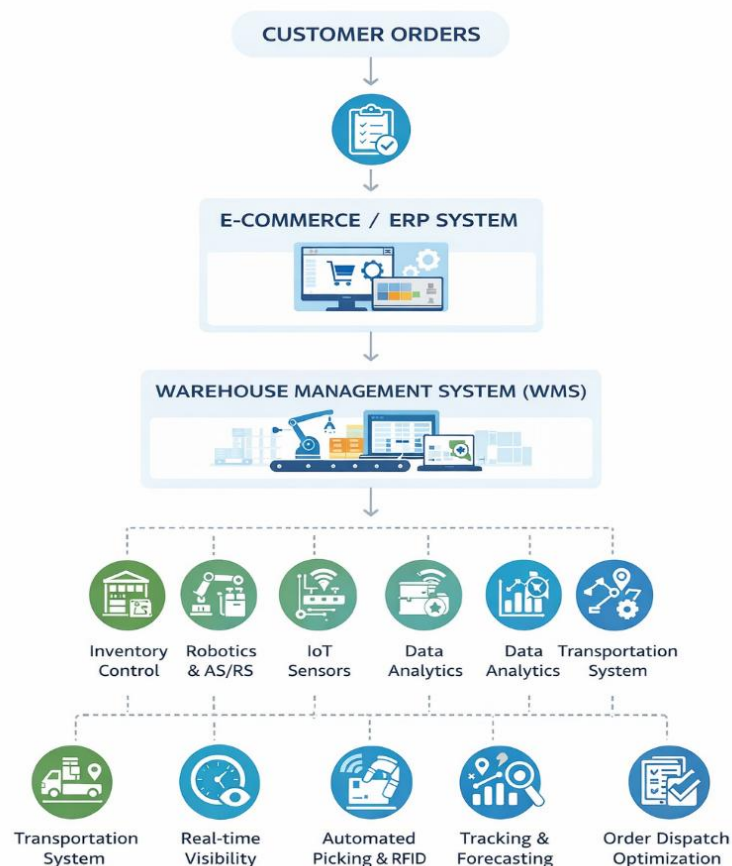 CUSTOMER ORDERS
E-COMMERCE / ERP SYSTEM
WAREHOUSE MANAGEMENT SYSTEM (WMS)
Inventory
Control
Robotics
& AS/RS
IoT
Sensors
Data
Analytics
Data
Analytics
Transportation
System
Transportation
System
Real-time
Visibility
Automated
Picking & RFID
Tracking &
Forecasting
Order Dispatch
Optimization